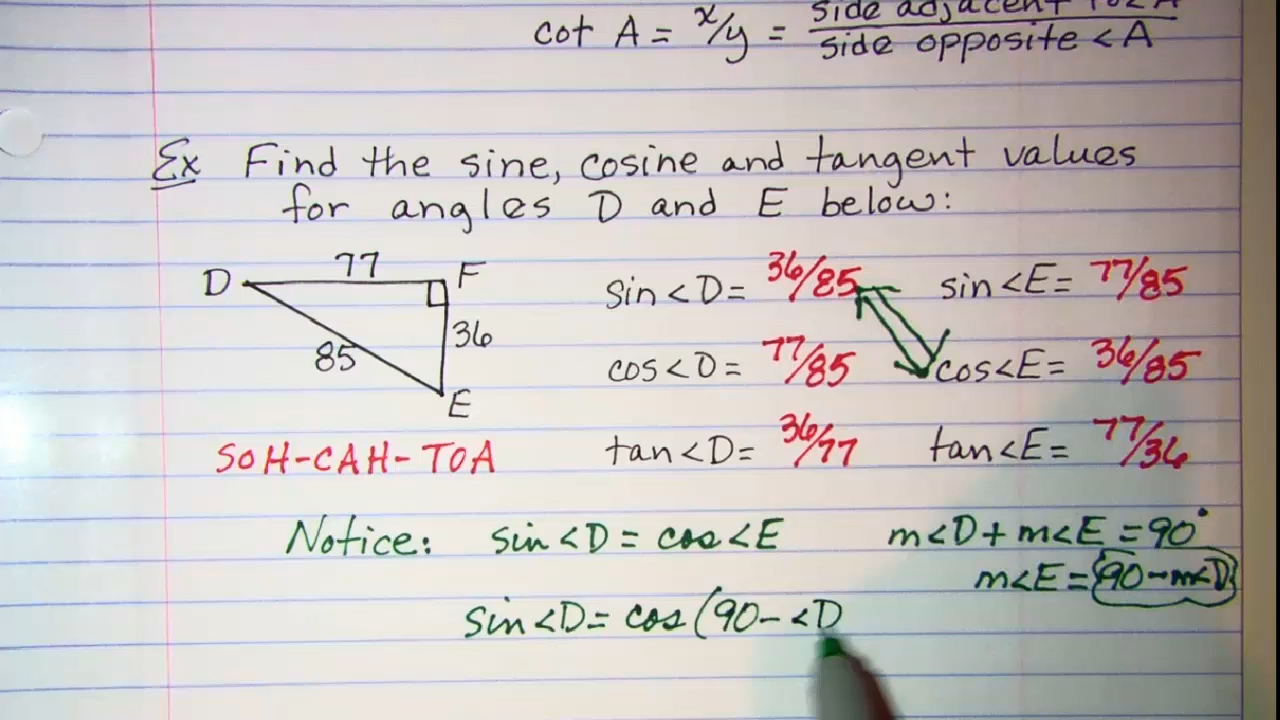 side adjacent to <A
cot A = x/y = side opposite <A
Ex Find the sine, cosine and tangent values
for angles D and E below:
77
D F
36
85
E
sin<D = 36/85 sin<E = 77/85
cos<D = 77/85 cos<E = 36/85
SOH-CAH-TOA tan<D = 36/77 tan<E = 77/36
Notice: sin<D = cos<E m<D + m<E = 90°
m<E = 90-m<D
sin<D = cos(90-<D